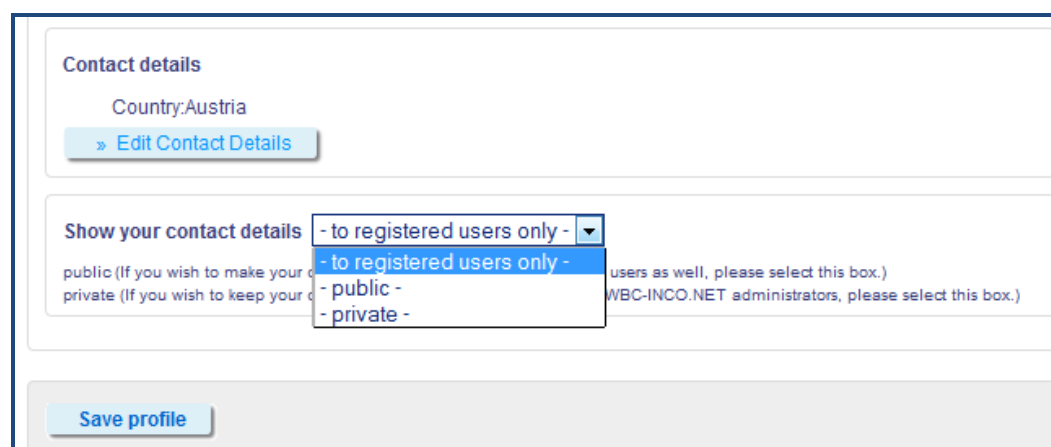 Contact details
Country:Austria
» Edit Contact Details
Show your contact details - to registered users only -
- to registered users only -
public (If you wish to make your users as well, please select this box.)
- public -
private (If you wish to keep your WBC-INCO.NET administrators, please select this box.)
- private -
Save profile